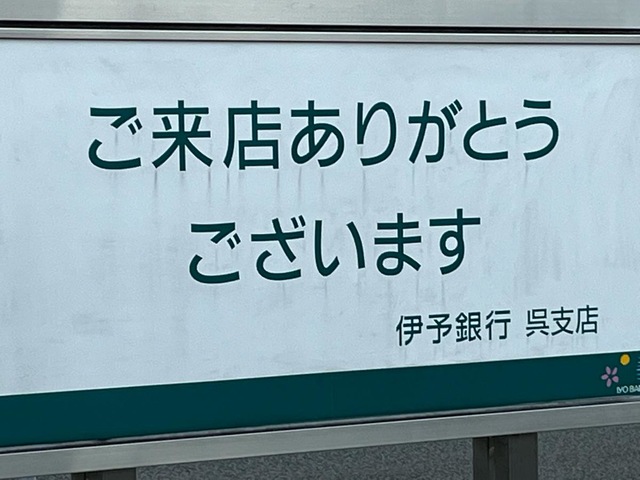 ご来店ありがとう
ございます
伊予銀行 呉支店